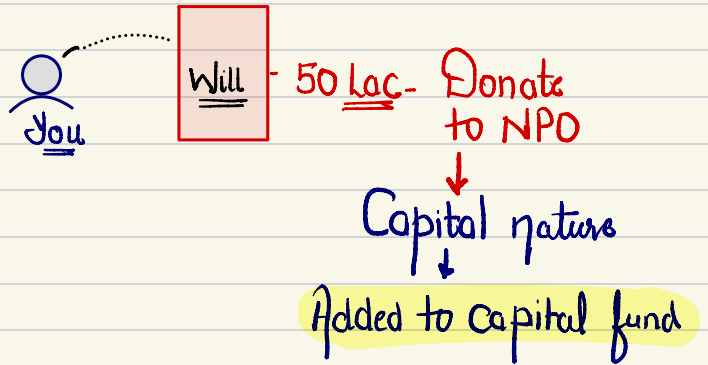 You
Will - 50 Lac - Donate
to NPO
Capital nature
Added to capital fund